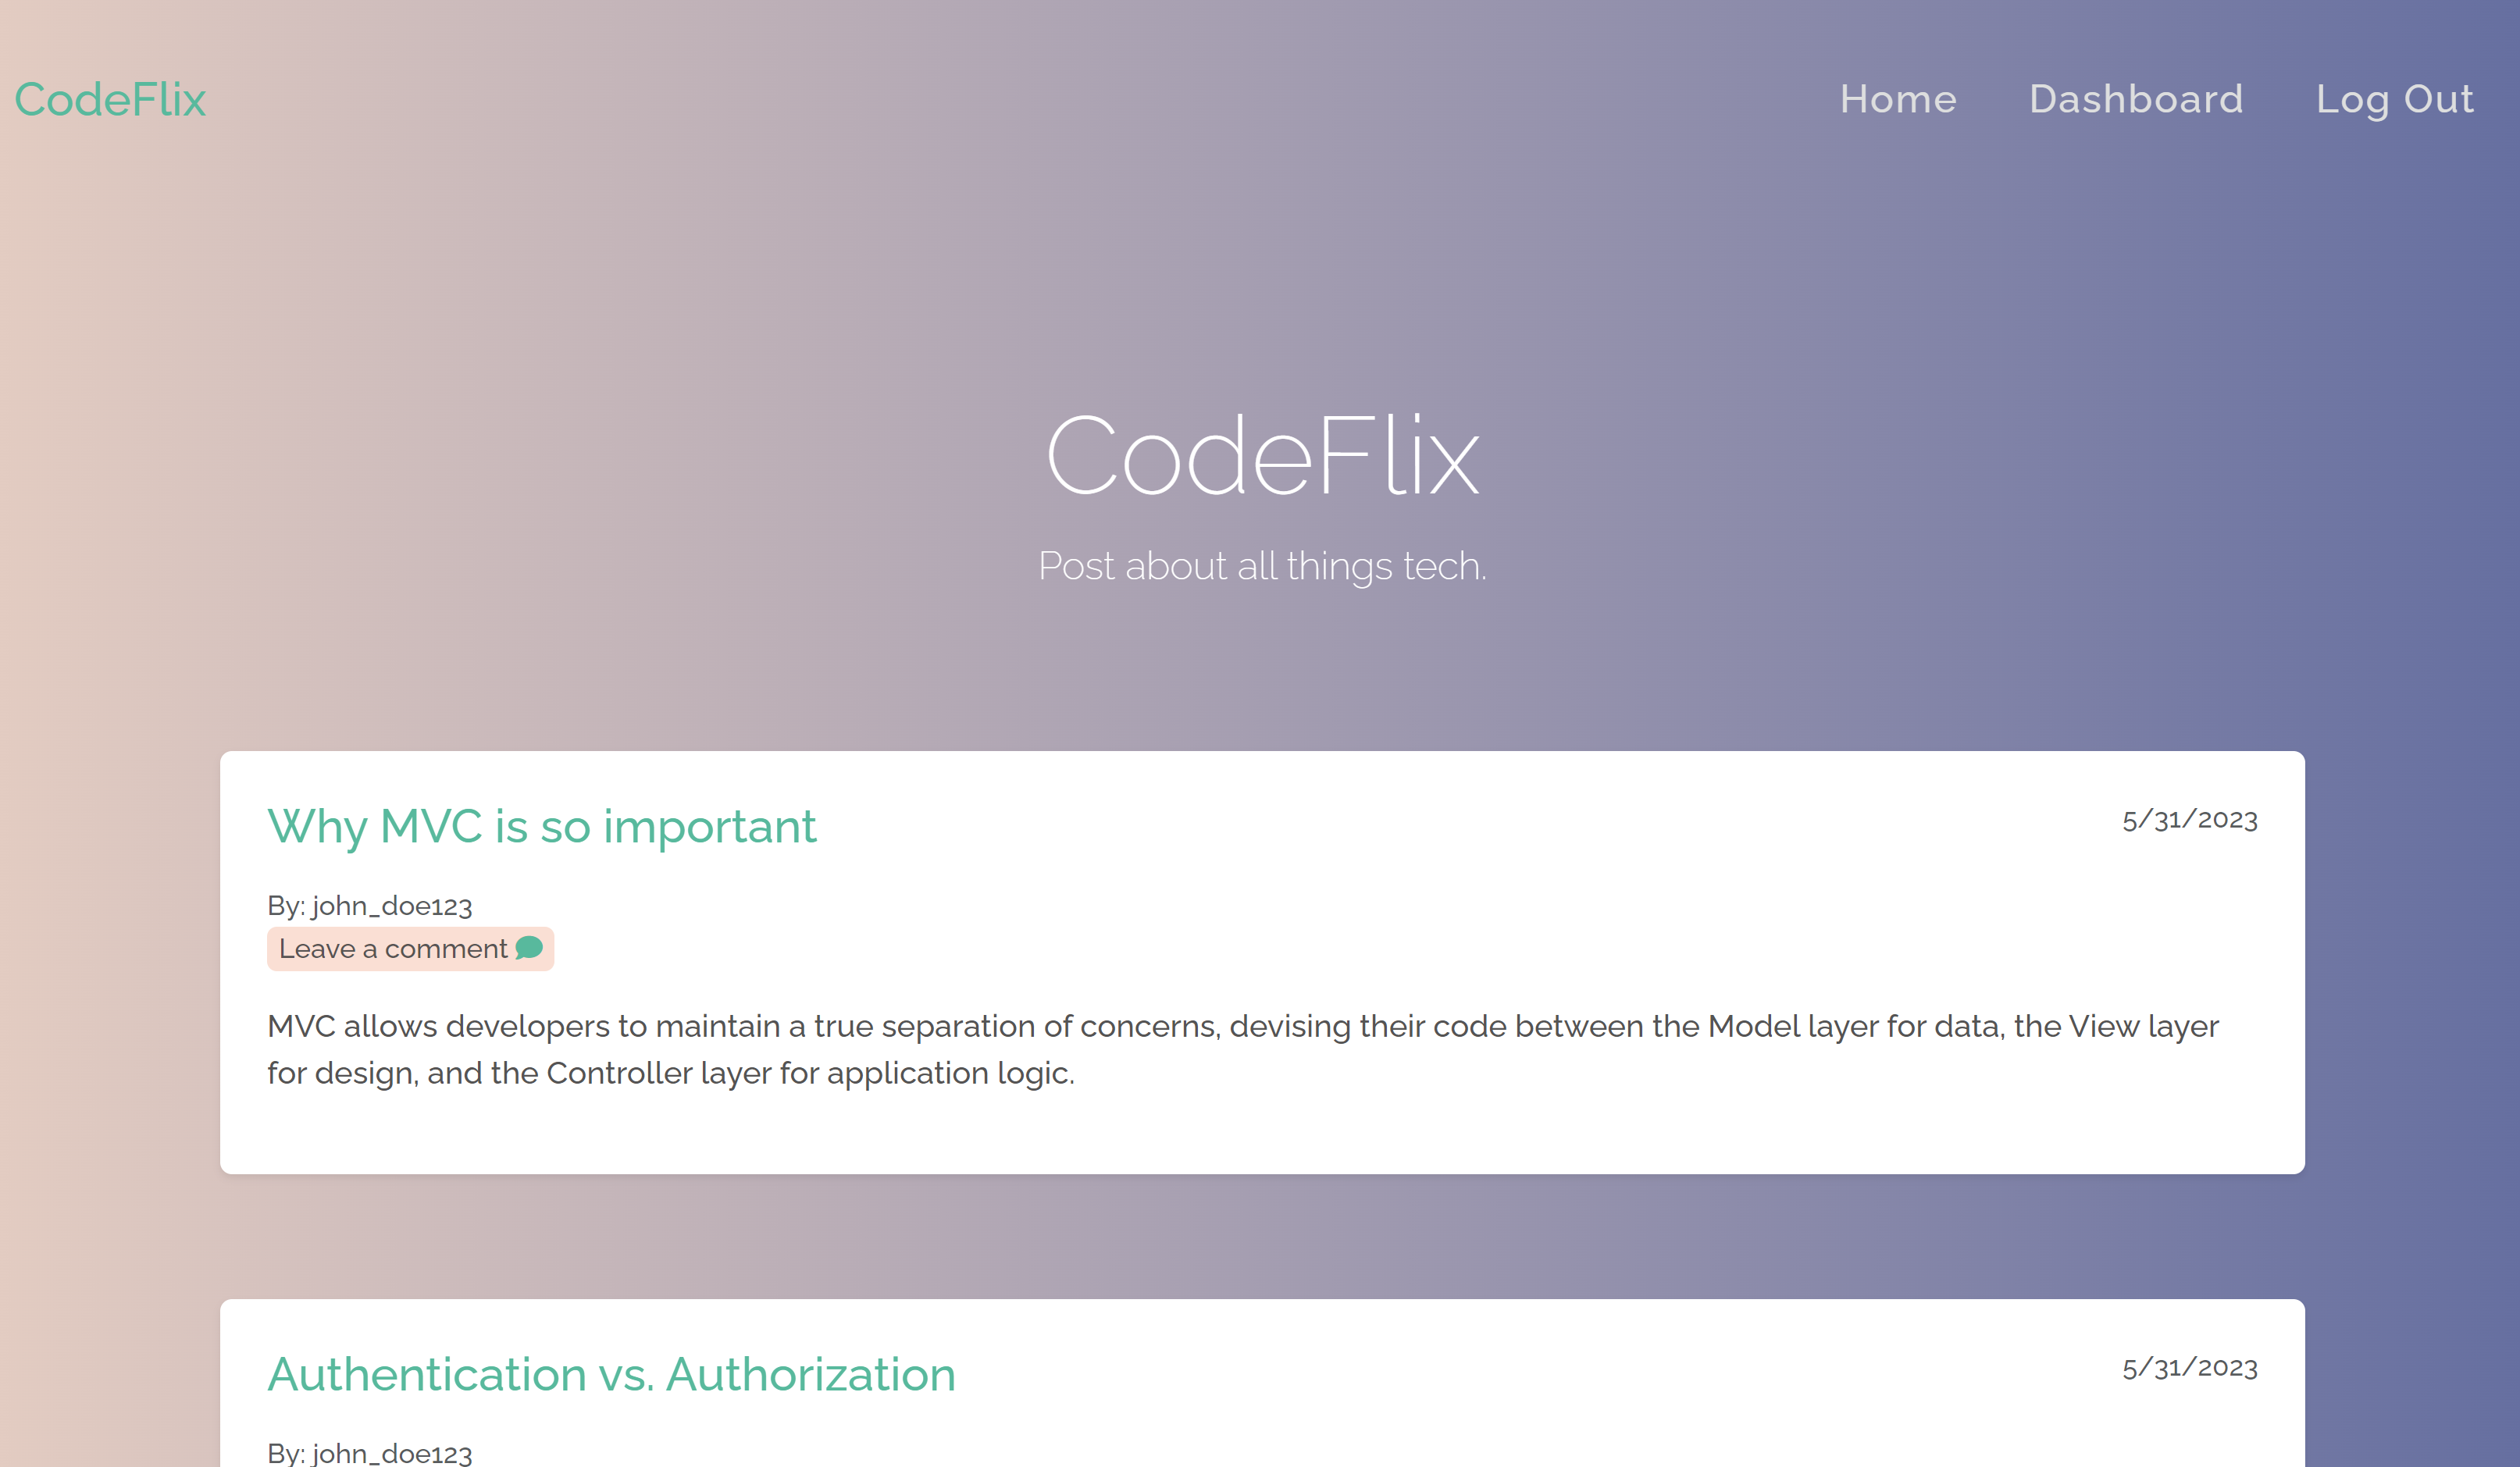 CodeFlix
Home Dashboard Log Out
CodeFlix
Post about all things tech.
Why MVC is so important
5/31/2023
By: john_doe123
Leave a comment
MVC allows developers to maintain a true separation of concerns, devising their code between the Model layer for data, the View layer
for design, and the Controller layer for application logic.
Authentication vs. Authorization
5/31/2023
By: john_doe123